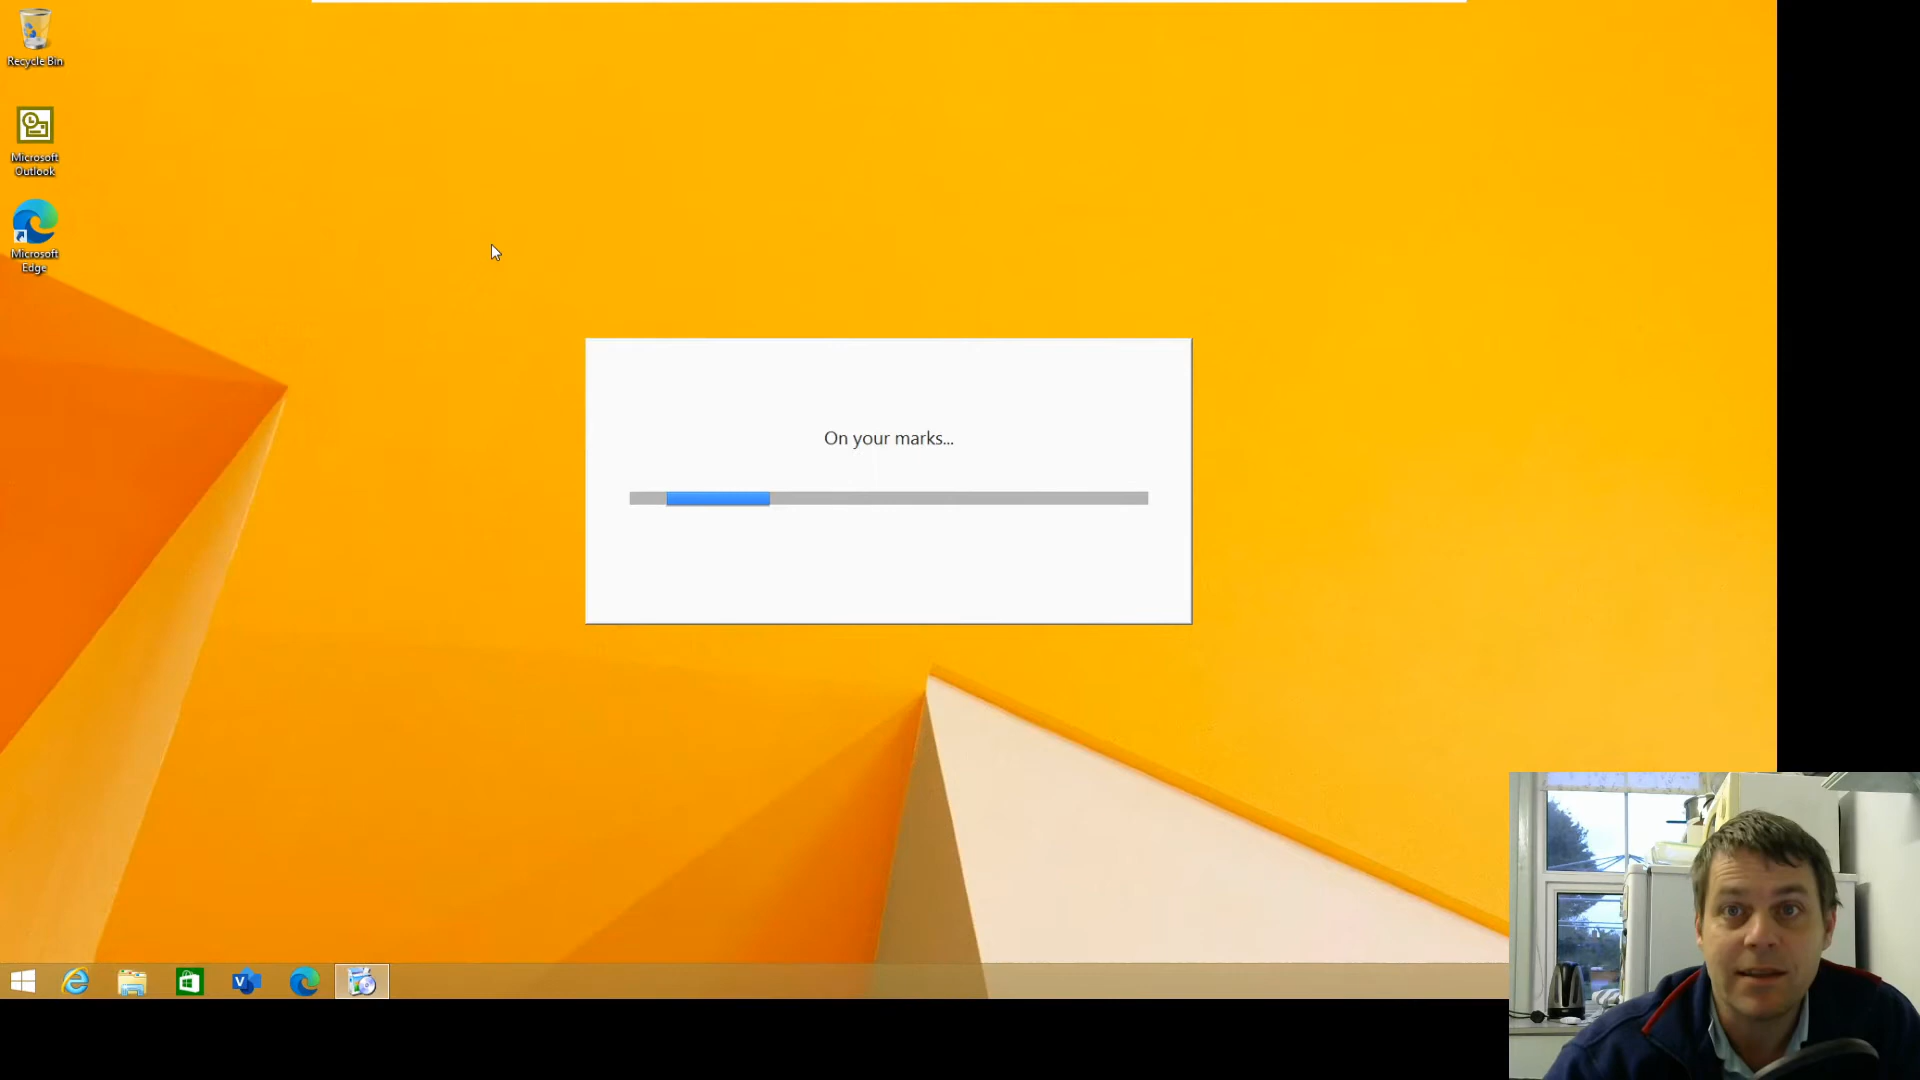 Recycle Bin
Microsoft
Outlook
Microsoft
Edge
On your marks...
V